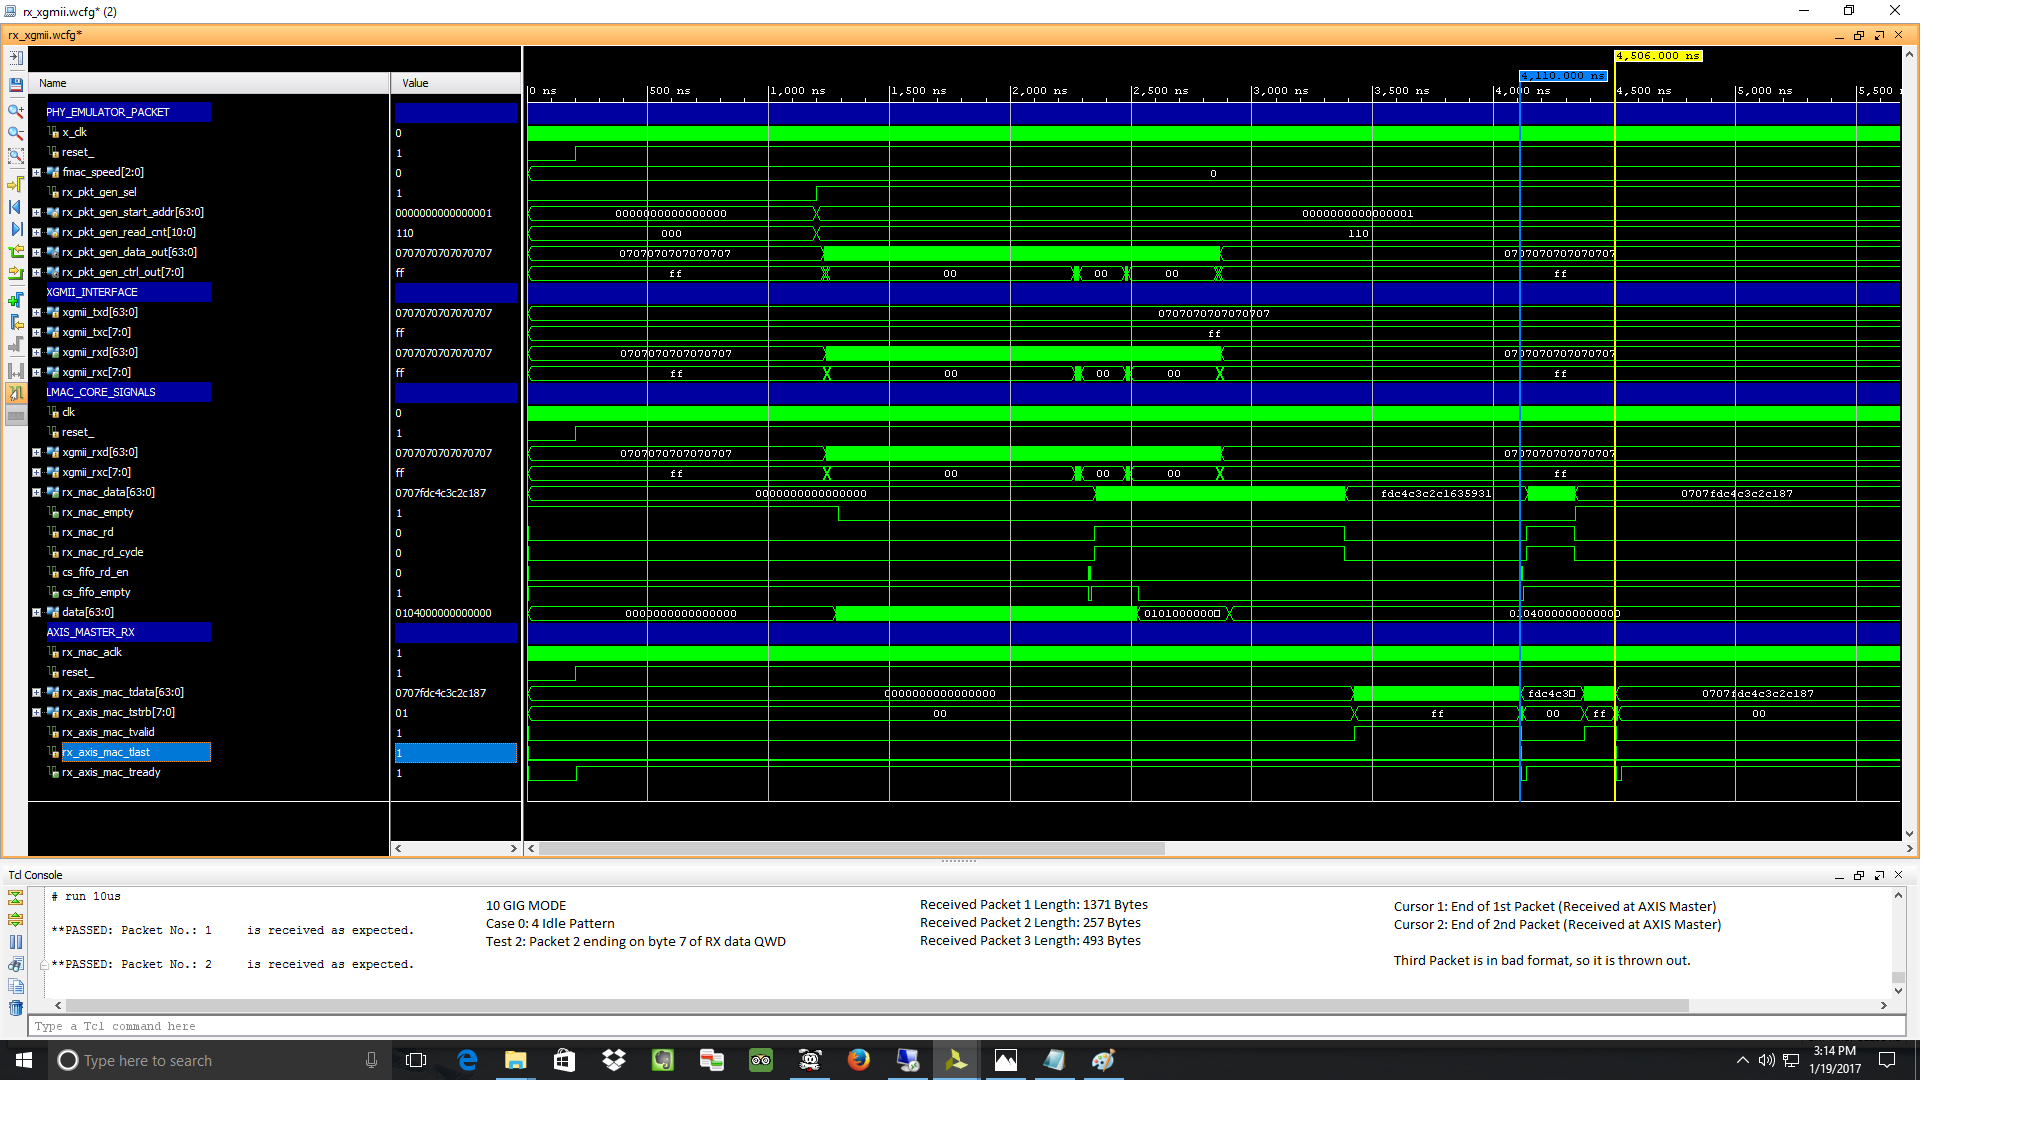 rx_xgmii.wcfg* (2)
rx_xgmii.wcfg*
4,506.000 ns
4,110.000 ns
Name Value
0 ns 500 ns 1,000 ns 1,500 ns 2,000 ns 2,500 ns 3,000 ns 3,500 ns 4,000 ns 4,500 ns 5,000 ns 5,500
PHY_EMULATOR_PACKET
x_clk 0
reset_ 1
fmac_speed[2:0] 0 0
rx_pkt_gen_sel 1
rx_pkt_gen_start_addr[63:0] 0000000000000001 0000000000000000 0000000000000001
rx_pkt_gen_read_cnt[10:0] 110 000 110
rx_pkt_gen_data_out[63:0] 0707070707070707 0707070707070707 0707070707070707
rx_pkt_gen_ctrl_out[7:0] ff ff 00 00 00 ff
XGMII_INTERFACE
xgmii_txd[63:0] 0707070707070707 0707070707070707
xgmii_txc[7:0] ff ff
xgmii_rxd[63:0] 0707070707070707 0707070707070707 0707070707070707
xgmii_rxc[7:0] ff ff 00 00 00 ff
LMAC_CORE_SIGNALS
clk 0
reset_ 1
xgmii_rxd[63:0] 0707070707070707 0707070707070707 0707070707070707
xgmii_rxc[7:0] ff ff 00 00 00 ff
rx_mac_data[63:0] 0707fdc4c3c2c187 0000000000000000 fdc4c3c2c1635931 0707fdc4c3c2c187
rx_mac_empty 1
rx_mac_rd 0
rx_mac_rd_cycle 0
cs_fifo_rd_en 0
cs_fifo_empty 1
data[63:0] 0104000000000000 0000000000000000 0101000000 0104000000000000
AXIS_MASTER_RX
rx_mac_aclk 1
reset_ 1
rx_axis_mac_tdata[63:0] 0707fdc4c3c2c187 0000000000000000 fdc4c3 0707fdc4c3c2c187
rx_axis_mac_tstrb[7:0] 01 00 ff 00 ff 00
rx_axis_mac_tvalid 1
rx_axis_mac_tlast 1
rx_axis_mac_tready 1
Tcl Console
# run 10us
**PASSED: Packet No.: 1 is received as expected.
**PASSED: Packet No.: 2 is received as expected.
10 GIG MODE
Case 0: 4 Idle Pattern
Test 2: Packet 2 ending on byte 7 of RX data QWD
Received Packet 1 Length: 1371 Bytes
Received Packet 2 Length: 257 Bytes
Received Packet 3 Length: 493 Bytes
Cursor 1: End of 1st Packet (Received at AXIS Master)
Cursor 2: End of 2nd Packet (Received at AXIS Master)
Third Packet is in bad format, so it is thrown out.
Type a Tcl command here
Type here to search
3:14 PM
1/19/2017